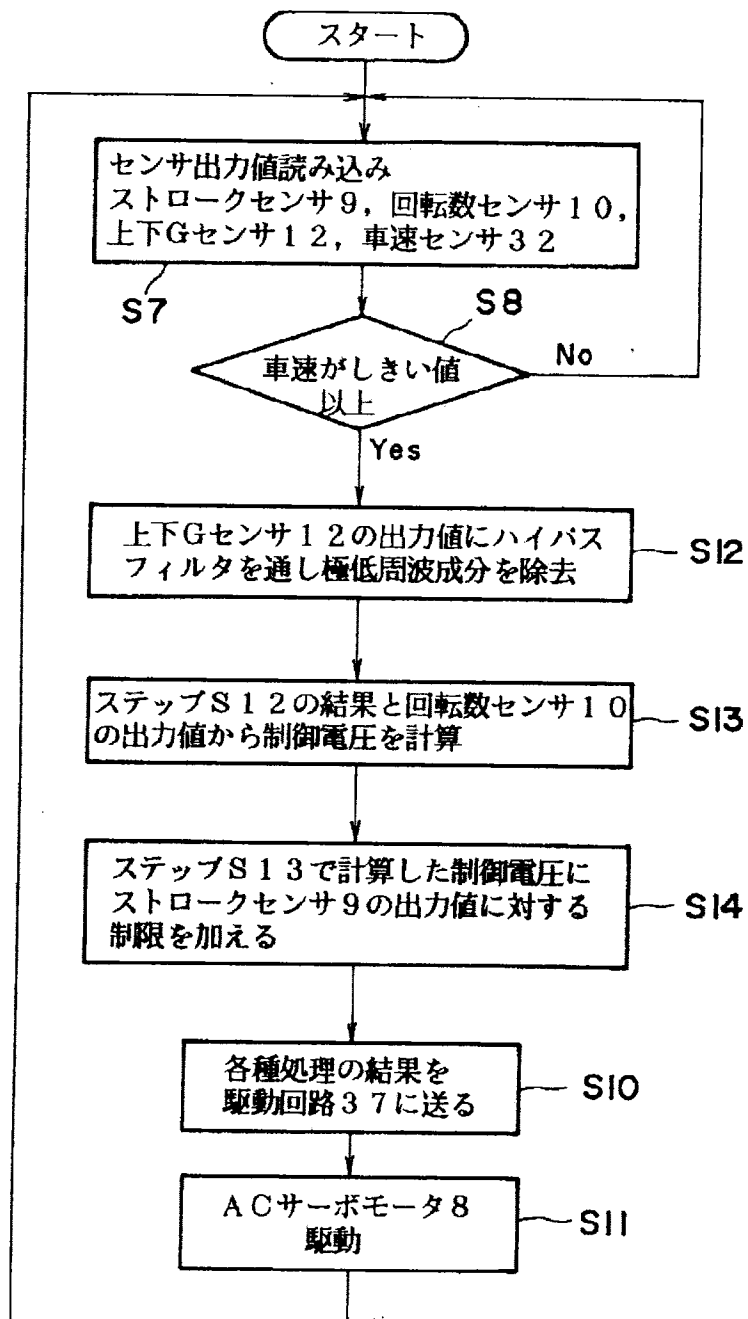 スタート
センサ出力値読み込み
ストロークセンサ9，回転数センサ10，
上下Gセンサ12，車速センサ32
S7
S8
車速がしきい値
以上
No
Yes
上下Gセンサ12の出力値にハイパス
フィルタを通し極低周波成分を除去
S12
ステップS12の結果と回転数センサ10
の出力値から制御電圧を計算
S13
ステップS13で計算した制御電圧に
ストロークセンサ9の出力値に対する
制限を加える
S14
各種処理の結果を
駆動回路37に送る
S10
ACサーボモータ8
駆動
S11